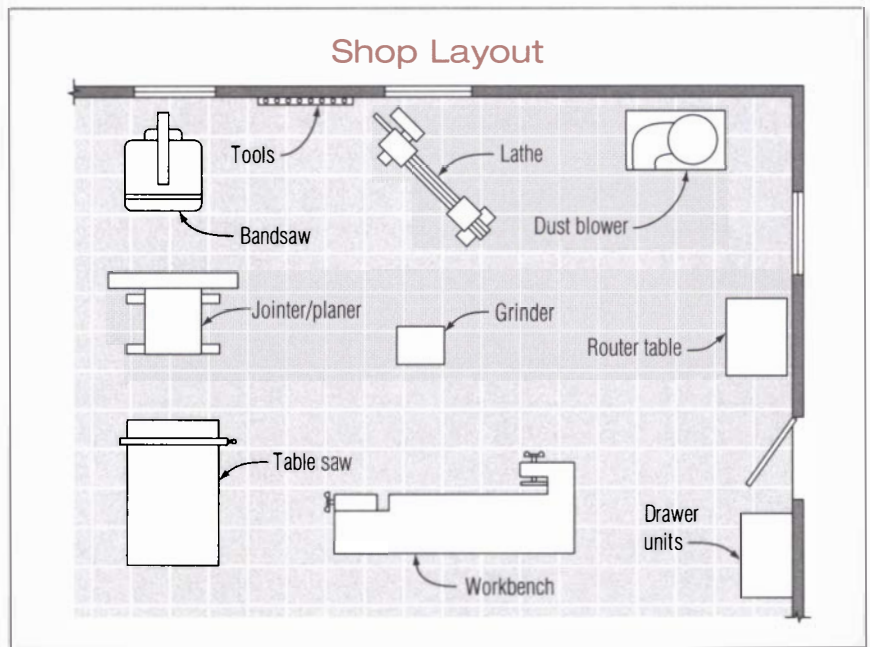 Shop Layout
Tools
Lathe
Dust blower
Bandsaw
Jointer/planer
Grinder
Router table
Table saw
Drawer
units
Workbench